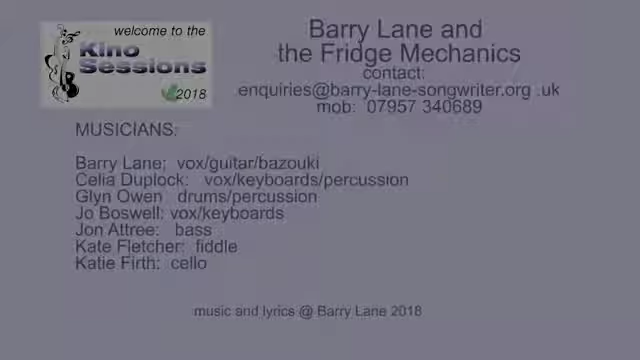 welcome to the
Kino
Sessions
2018
Barry Lane and
the Fridge Mechanics
contact:
enquiries@barry-lane-songwriter.org .uk
mob: 07957 340689
MUSICIANS:
Barry Lane; vox/guitar/bazouki
Celia Duplock: vox/keyboards/percussion
Glyn Owen drums/percussion
Jo Boswell: vox/keyboards
Jon Attree: bass
Kate Fletcher: fiddle
Katie Firth: cello
music and lyrics @ Barry Lane 2018